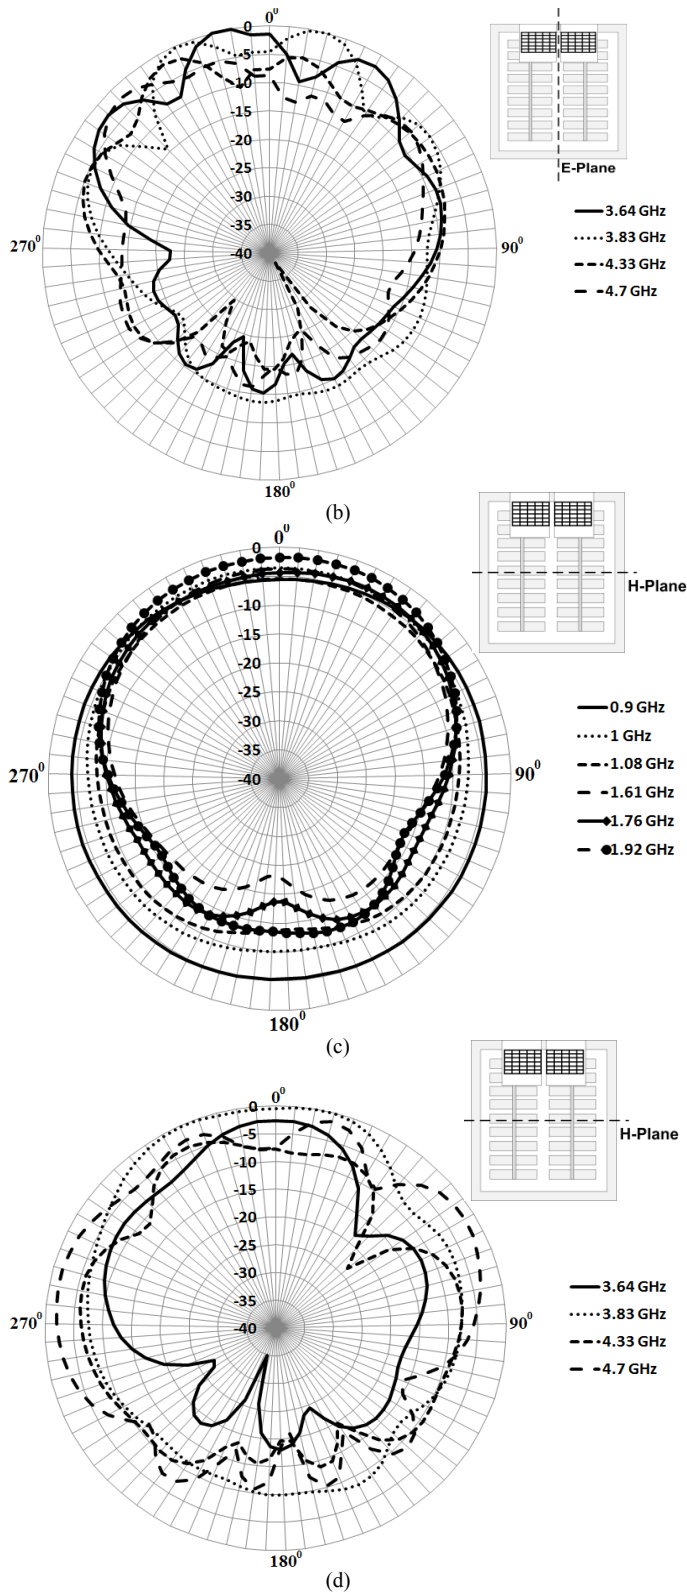 0⁰
0
-5
-10
-15
-20
-25
-30
-35
-40
270⁰
90⁰
180⁰
E-Plane
3.64 GHz
3.83 GHz
4.33 GHz
4.7 GHz
(b)
0⁰
0
-5
-10
-15
-20
-25
-30
-35
-40
270⁰
90⁰
180⁰
H-Plane
0.9 GHz
1 GHz
1.08 GHz
1.61 GHz
1.76 GHz
1.92 GHz
(c)
0⁰
0
-5
-10
-15
-20
-25
-30
-35
-40
270⁰
90⁰
180⁰
H-Plane
3.64 GHz
3.83 GHz
4.33 GHz
4.7 GHz
(d)